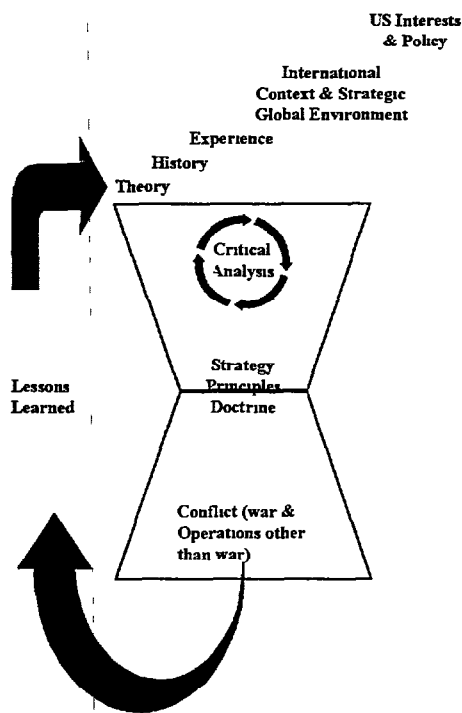 US Interests
& Policy
International
Context & Strategic
Global Environment
Experience
History
Theory
Critical
Analysis
Strategy
Principles
Doctrine
Lessons
Learned
Conflict (war &
Operations other
than war)